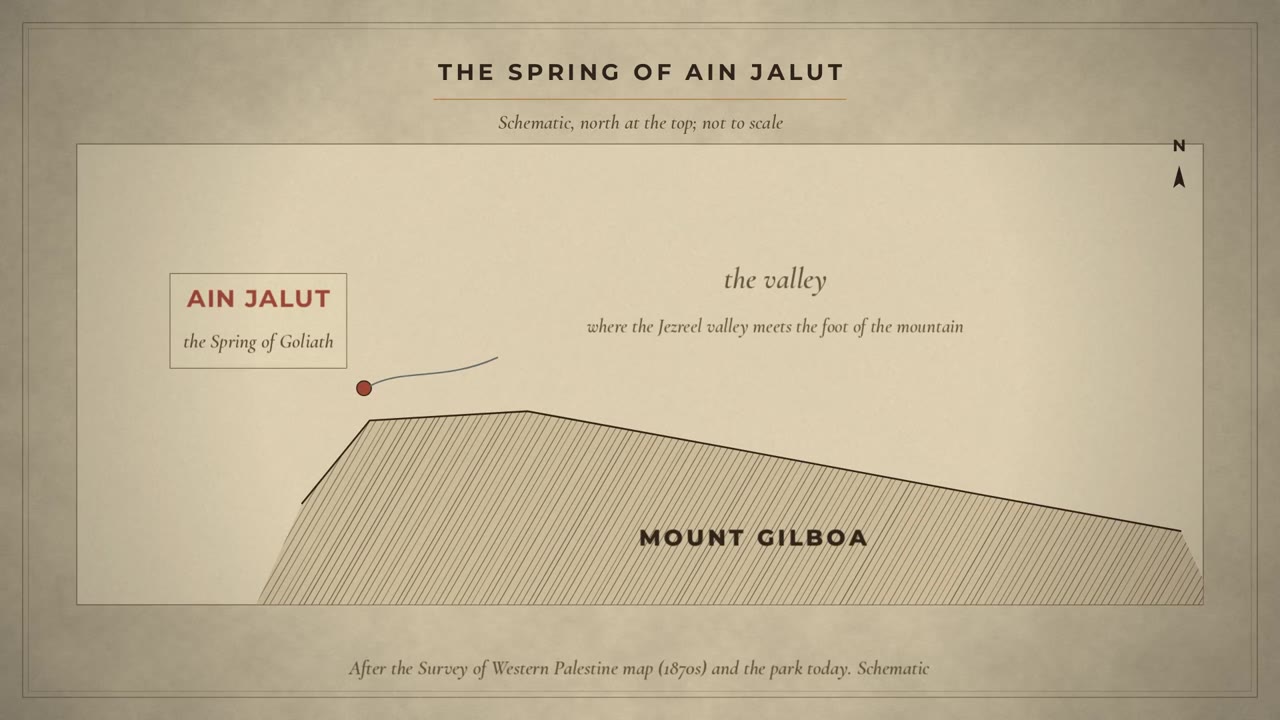 THE SPRING OF AIN JALUT
Schematic, north at the top; not to scale
N
the valley
AIN JALUT
where the Jezreel valley meets the foot of the mountain
the Spring of Goliath
MOUNT GILBOA
After the Survey of Western Palestine map (1870s) and the park today. Schematic